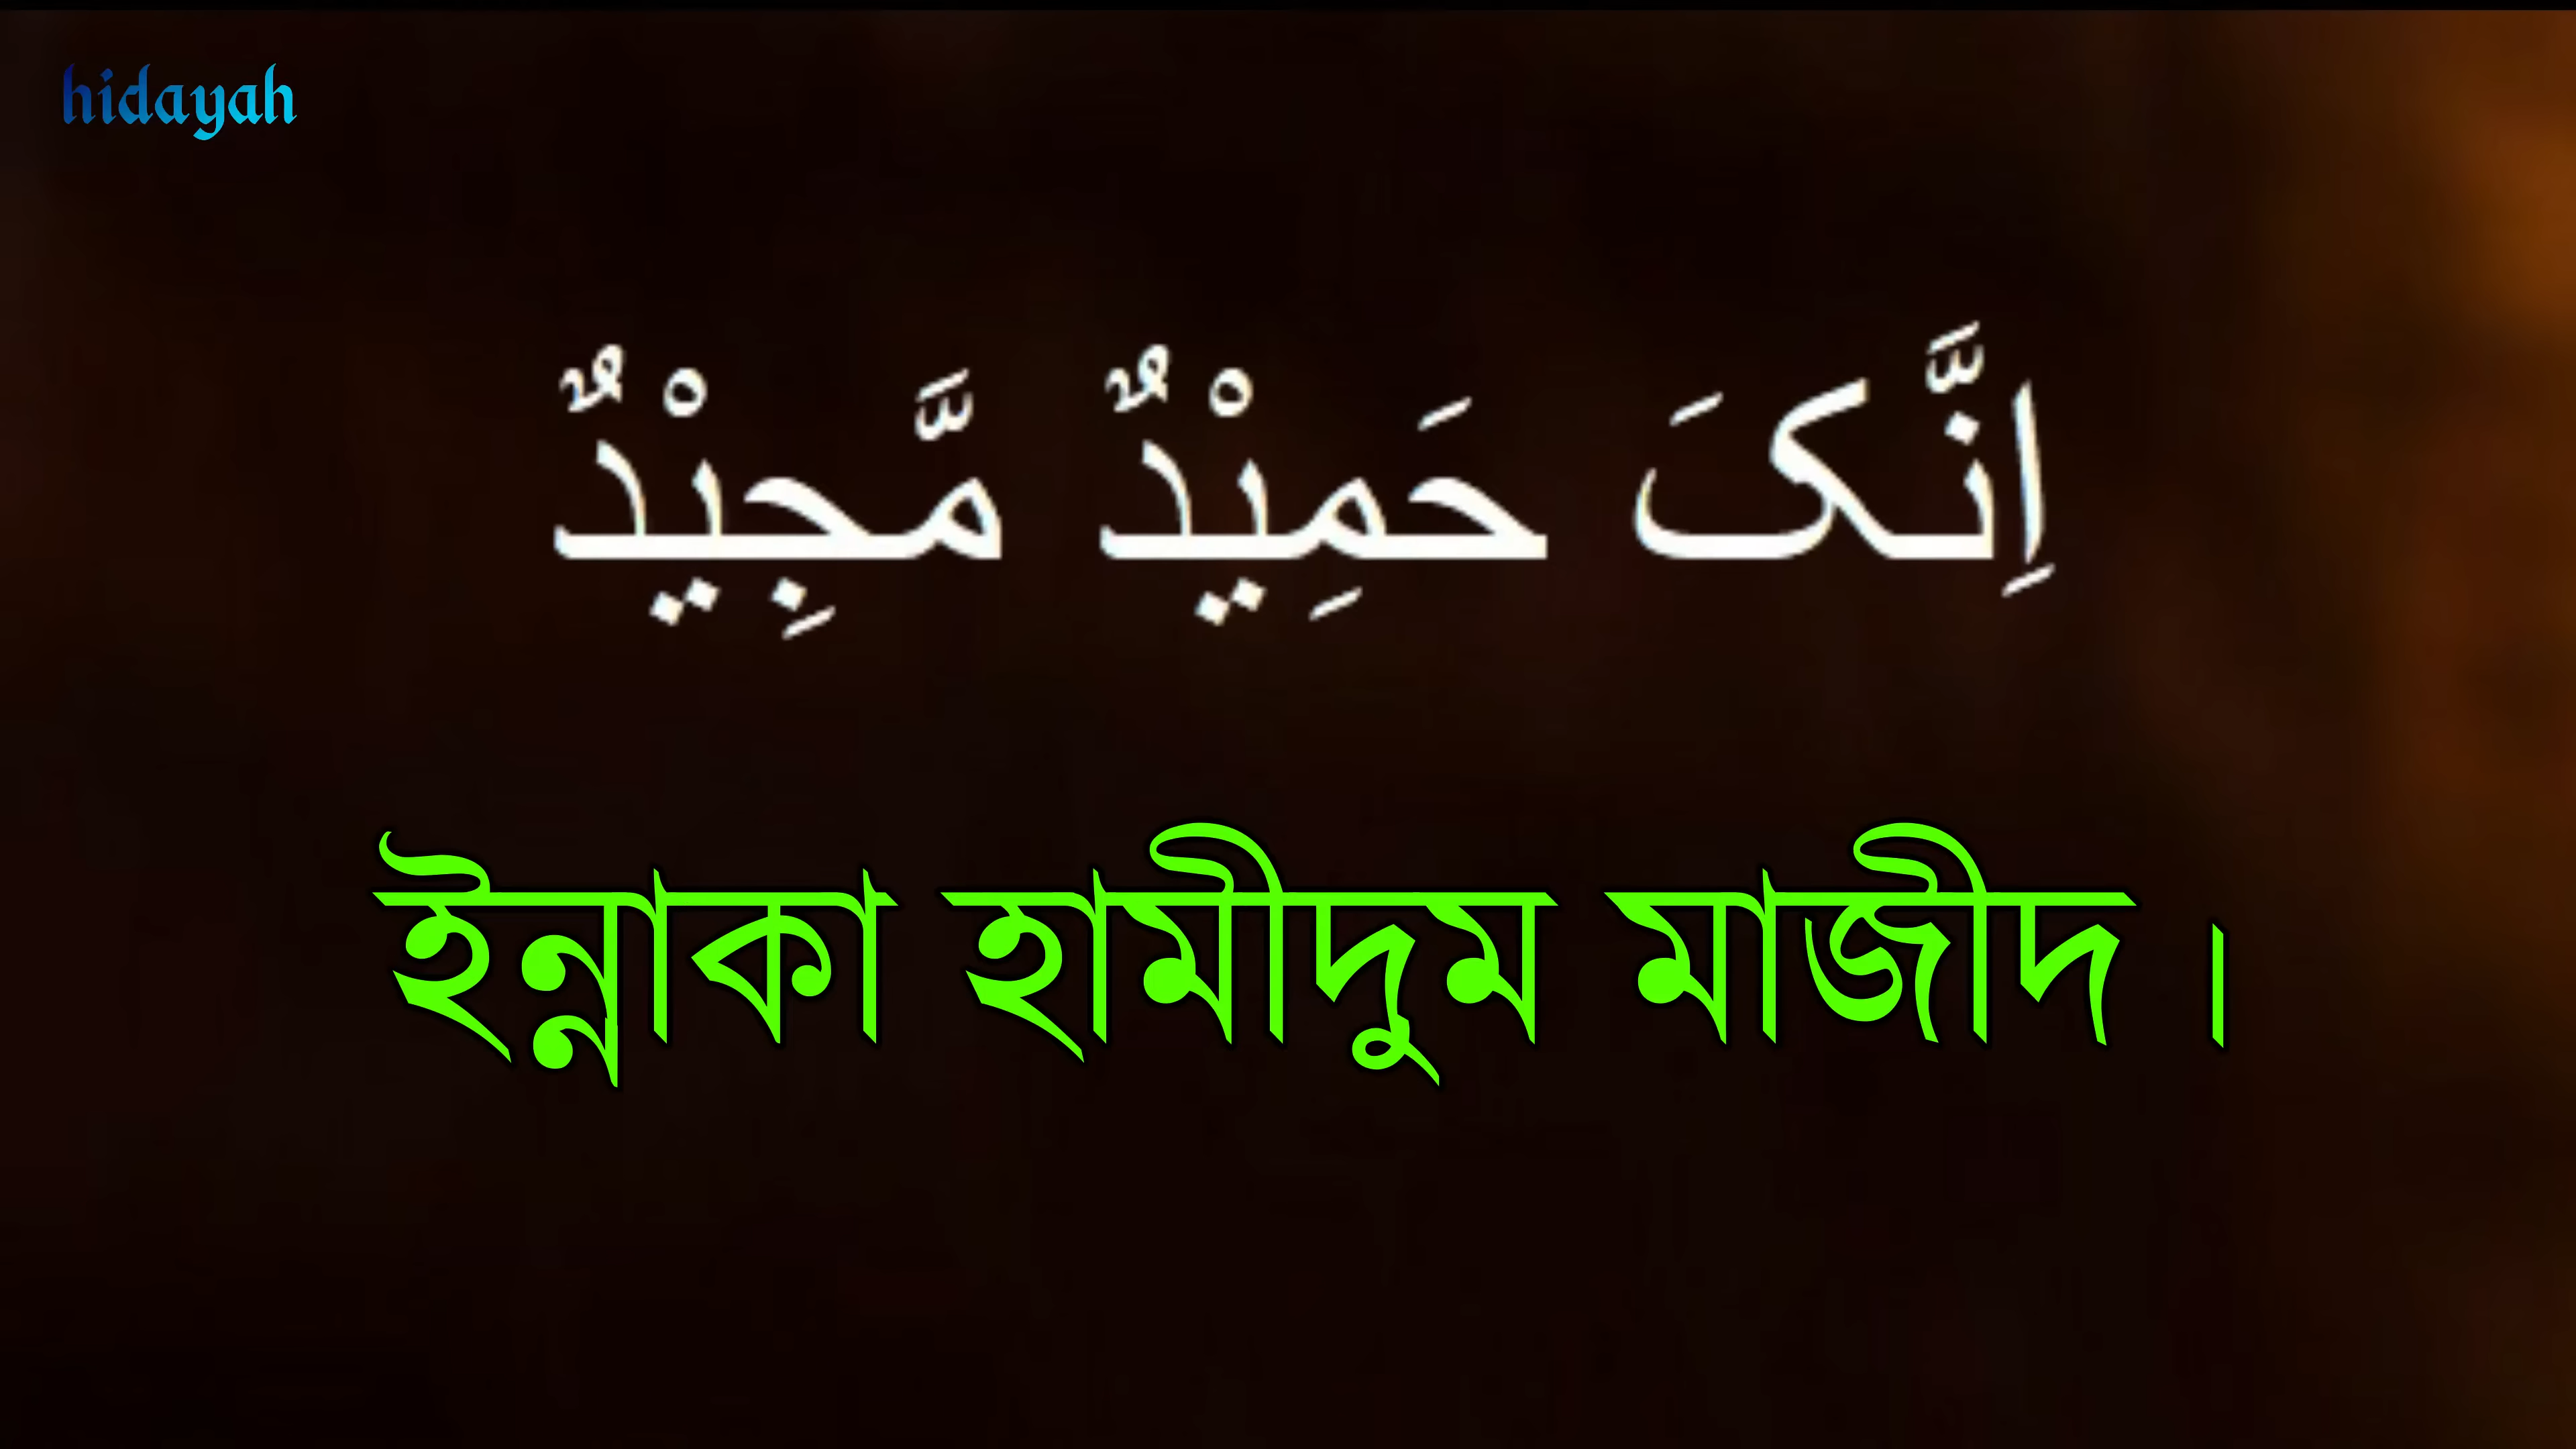 hidayah
اِنَّکَ حَمِيْدٌ مَّجِيْدٌ
ইন্নাকা হামীদুম মাজীদ ।